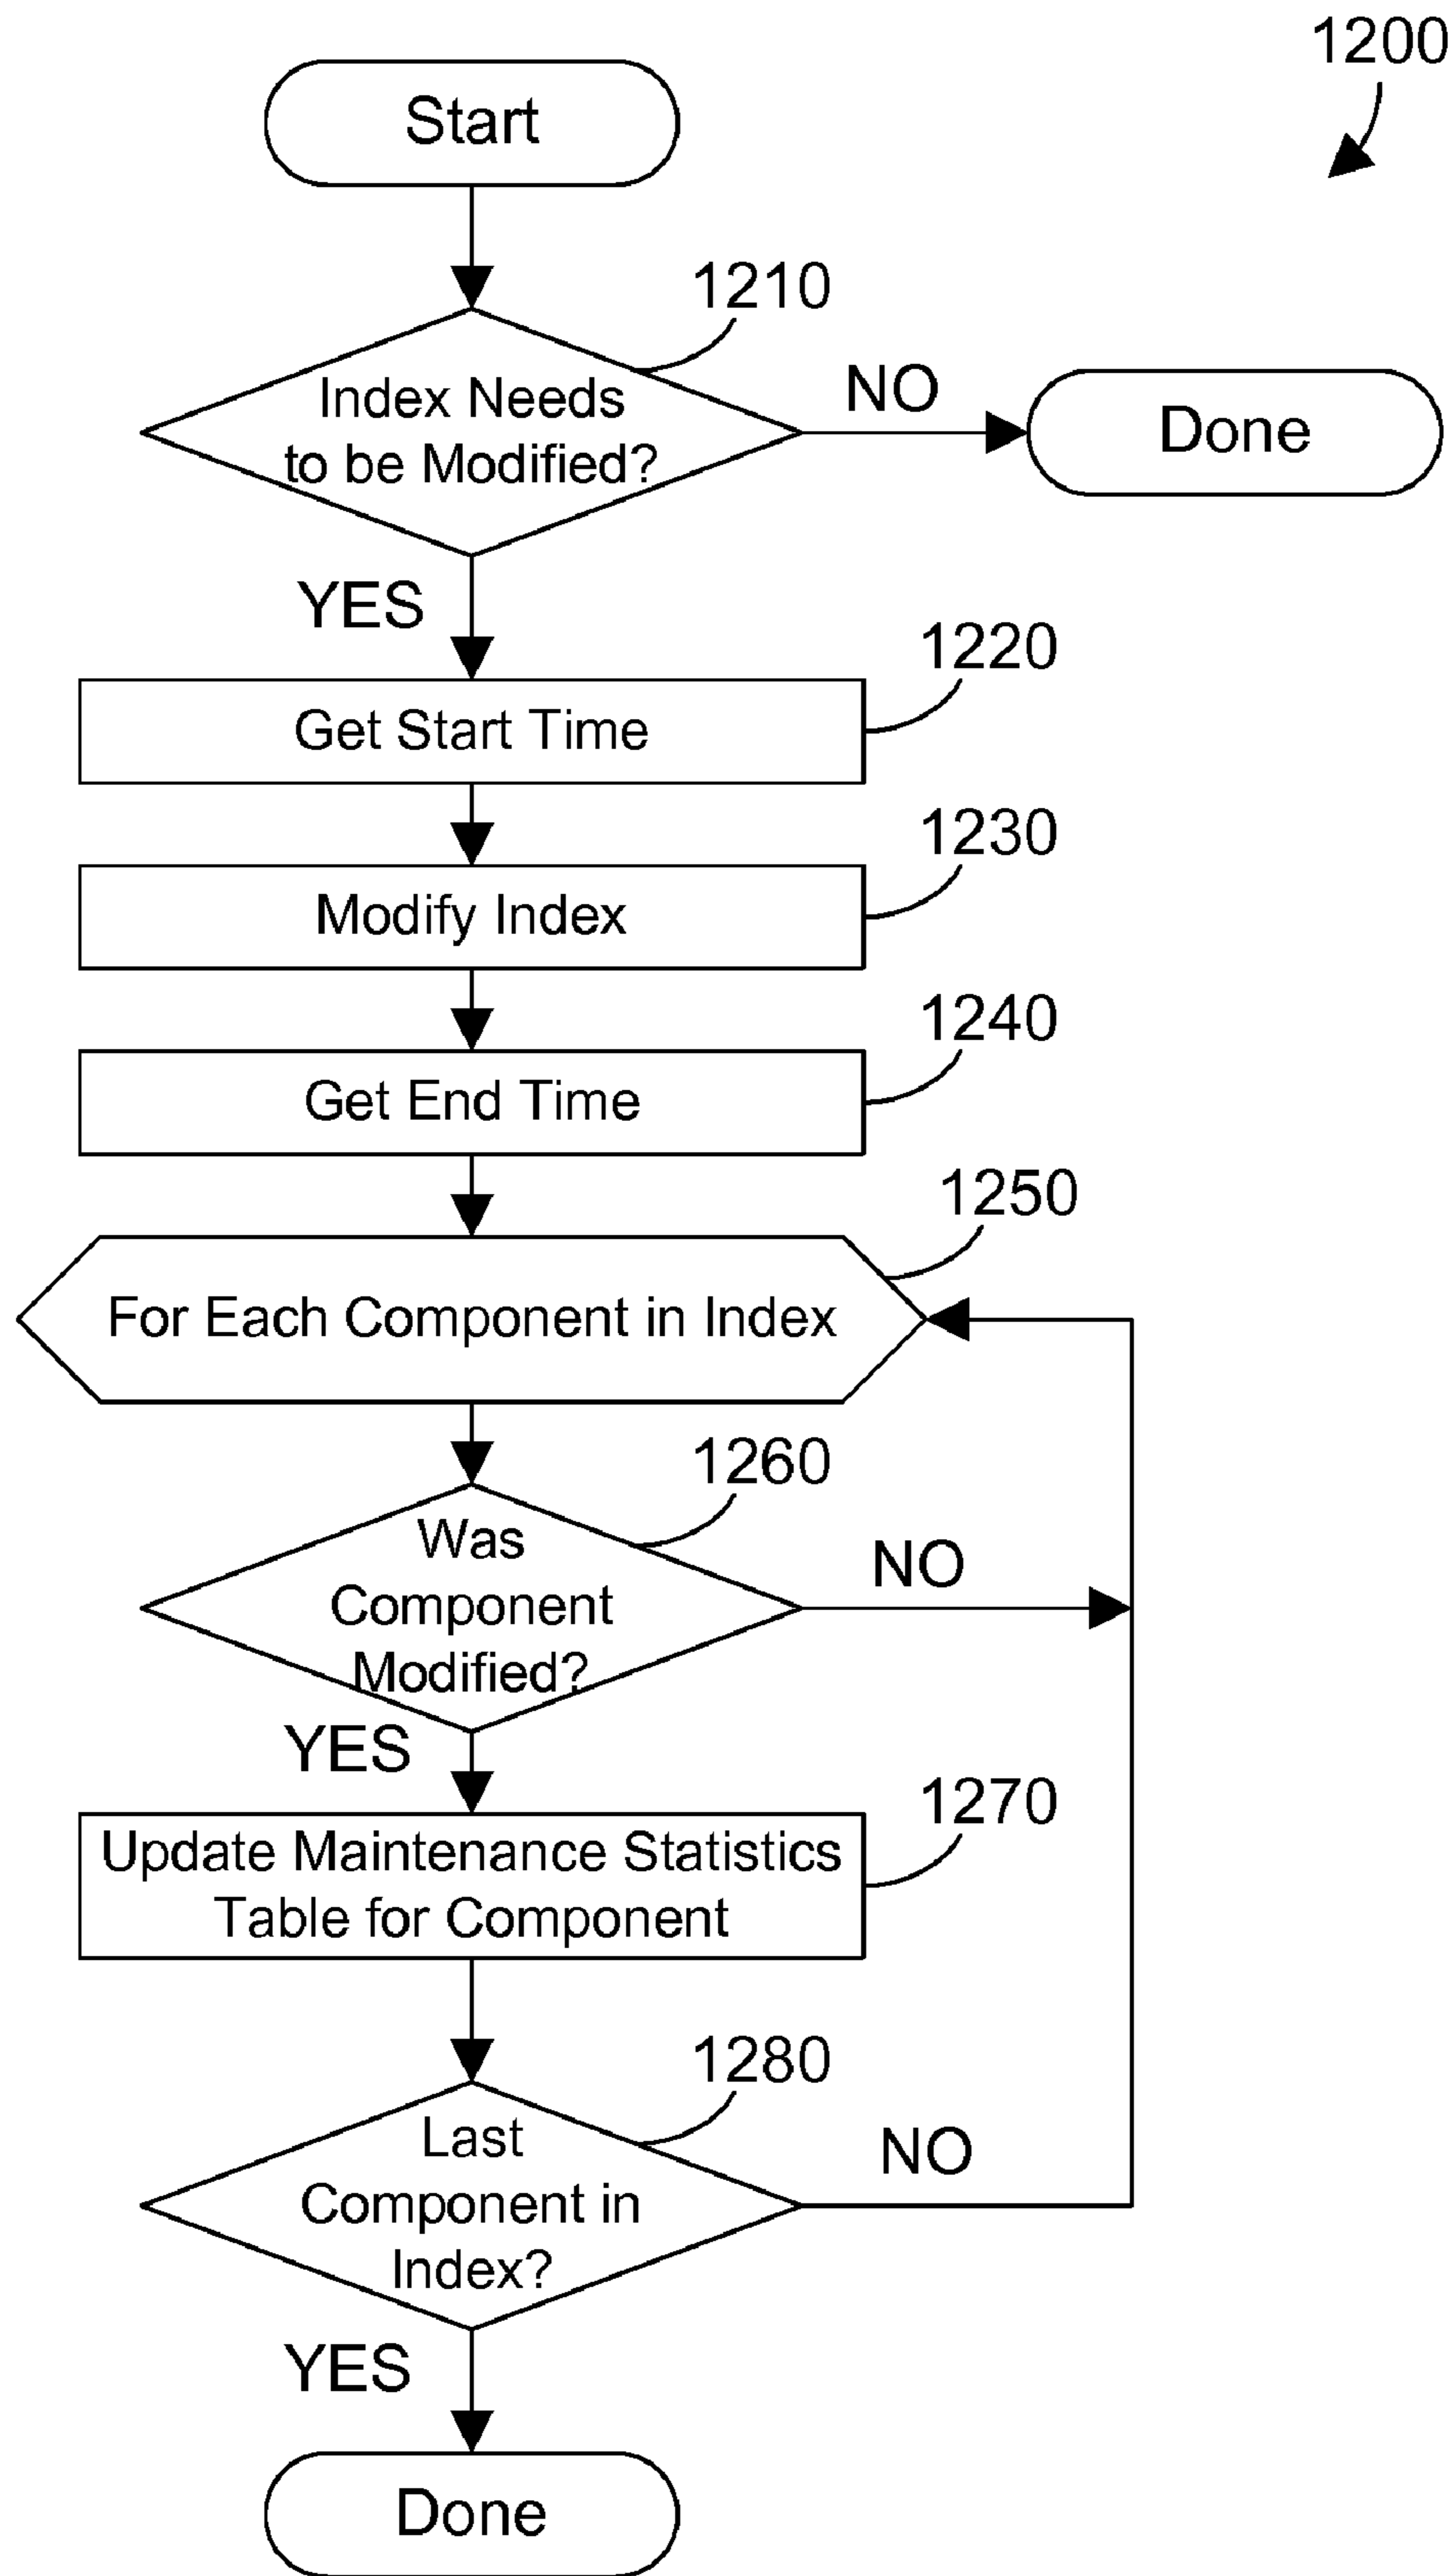 1200
Start
1210
Index Needs
to be Modified?
NO
Done
YES
1220
Get Start Time
1230
Modify Index
1240
Get End Time
1250
For Each Component in Index
1260
Was
Component
Modified?
NO
YES
1270
Update Maintenance Statistics
Table for Component
1280
Last
Component in
Index?
NO
YES
Done